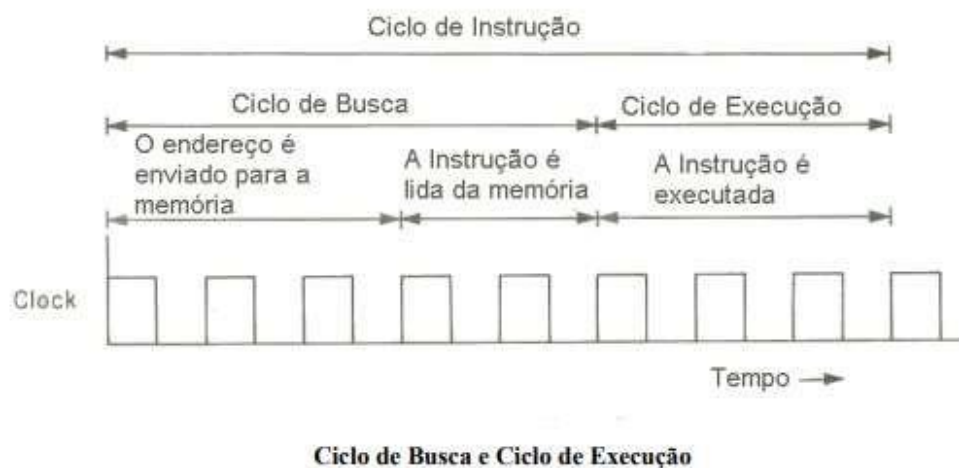 Ciclo de Instrução
Ciclo de Busca
Ciclo de Execução
O endereço é
enviado para a
memória
A Instrução é
lida da memória
A Instrução é
executada
Clock
Tempo
Ciclo de Busca e Ciclo de Execução